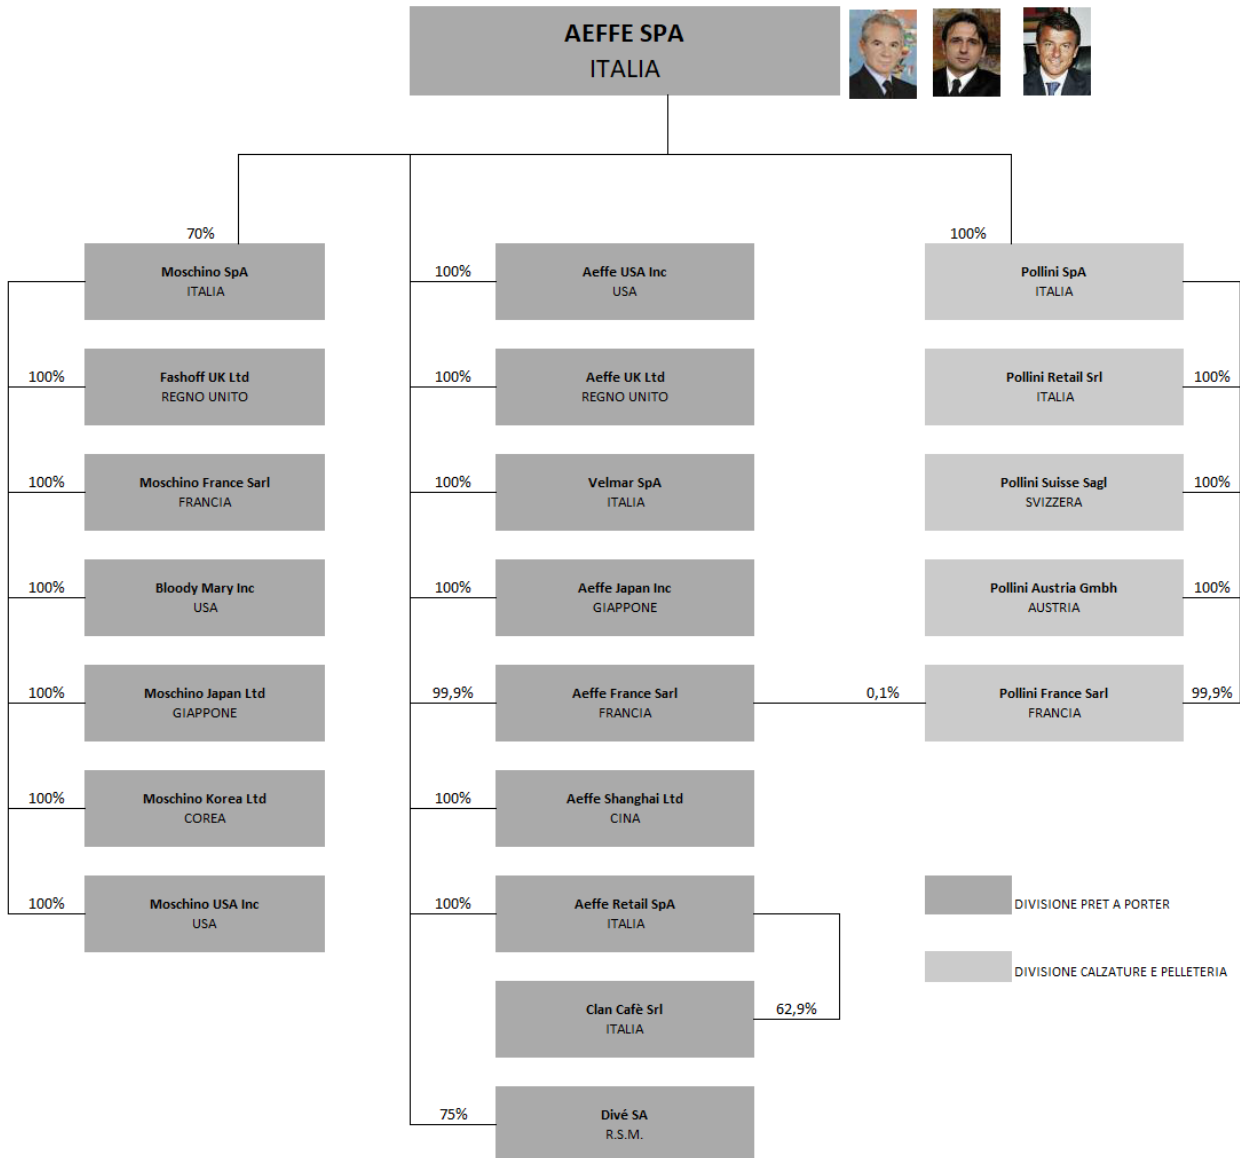 AEFFE SPA
ITALIA
70%
Moschino SpA
ITALIA
100%
Fashoff UK Ltd
REGNO UNITO
100%
Moschino France Sarl
FRANCIA
100%
Bloody Mary Inc
USA
100%
Moschino Japan Ltd
GIAPPONE
100%
Moschino Korea Ltd
COREA
100%
Moschino USA Inc
USA
100%
Aeffe USA Inc
USA
100%
Aeffe UK Ltd
REGNO UNITO
100%
Velmar SpA
ITALIA
100%
Aeffe Japan Inc
GIAPPONE
99,9%
Aeffe France Sarl
FRANCIA
0,1%
100%
Aeffe Shanghai Ltd
CINA
100%
Aeffe Retail SpA
ITALIA
Clan Cafè Srl
ITALIA
62,9%
75%
Divé SA
R.S.M.
100%
Pollini SpA
ITALIA
Pollini Retail Srl
ITALIA
100%
Pollini Suisse Sagl
SVIZZERA
100%
Pollini Austria Gmbh
AUSTRIA
100%
Pollini France Sarl
FRANCIA
99,9%
DIVISIONE PRET A PORTER
DIVISIONE CALZATURE E PELLETERIA